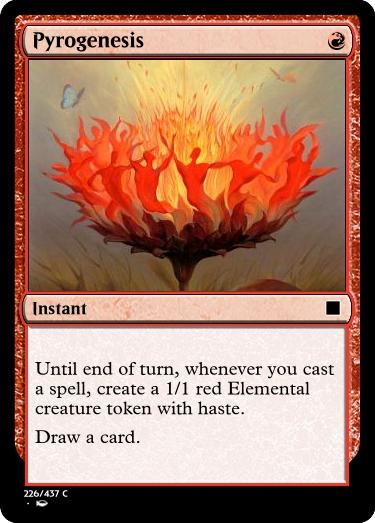 Pyrogenesis
Instant
Until end of turn, whenever you cast
a spell, create a 1/1 red Elemental
creature token with haste.
Draw a card.
226/437 C